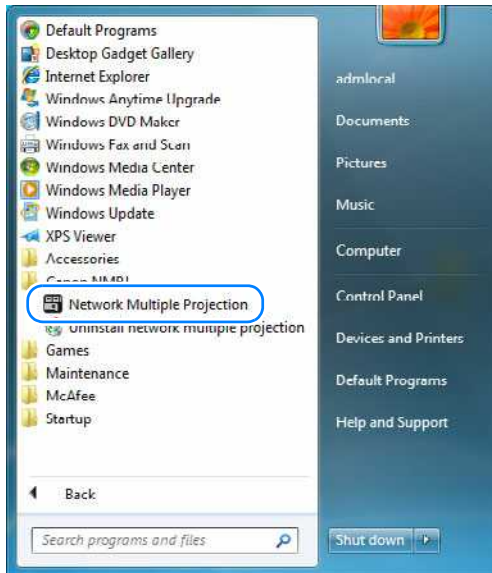 Default Programs
Desktop Gadget Gallery
Internet Explorer
Windows Anytime Upgrade
Windows DVD Maker
Windows Fax and Scan
Windows Media Center
Windows Media Player
Windows Update
XPS Viewer
Accessories
Canon NMPJ
Network Multiple Projection
Uninstall network multiple projection
Games
Maintenance
McAfee
Startup
Back
Search programs and files
admlocal
Documents
Pictures
Music
Computer
Control Panel
Devices and Printers
Default Programs
Help and Support
Shut down